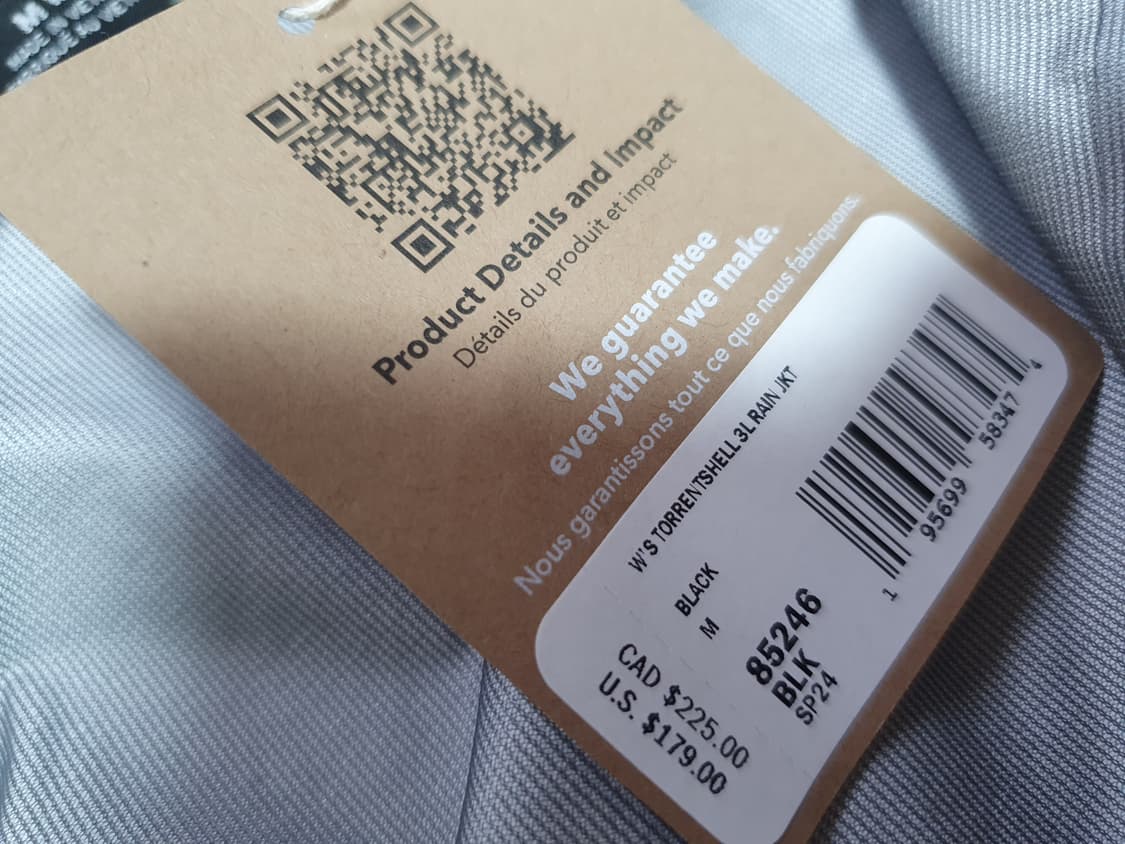 Product Details and Impact
Détails du produit et impact
We guarantee
everything we make.
Nous garantissons tout ce que nous fabriquons.
W'S TORRENTSHELL 3L RAIN JKT
BLACK
M
CAD $225.00
U.S. $179.00
85246
BLK
SP24
1 95699 58347 4